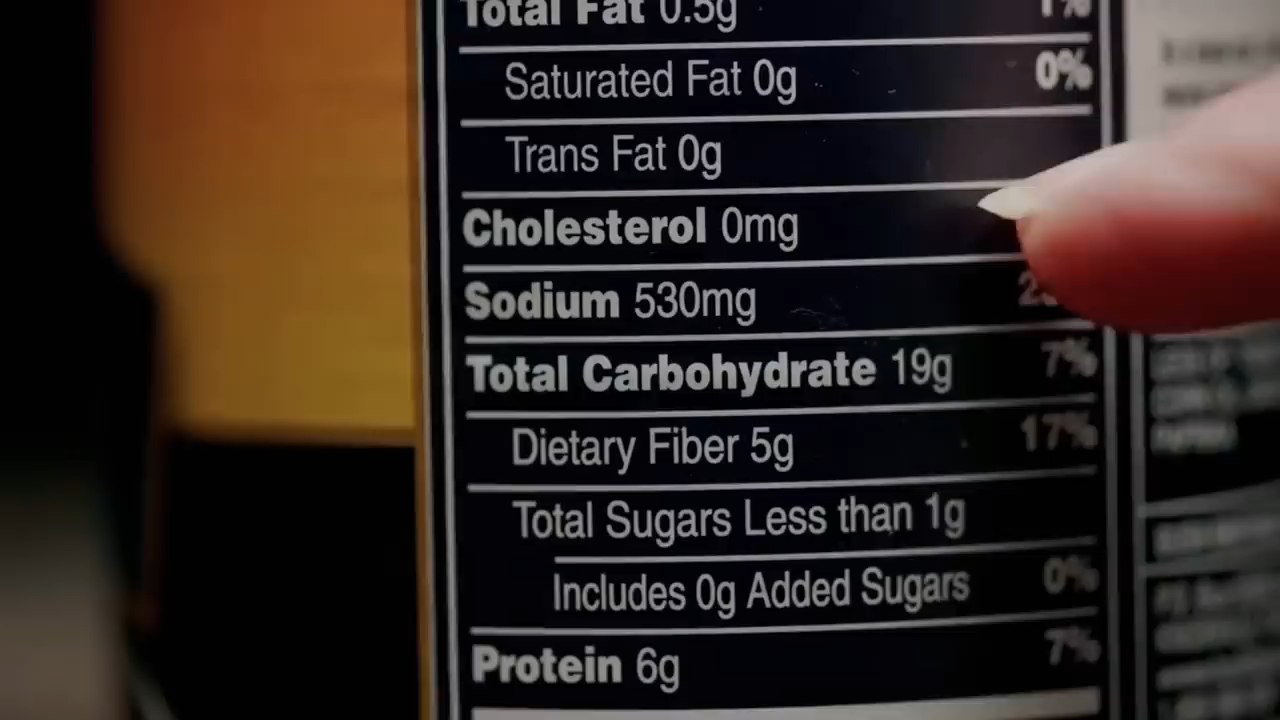 Total Fat 0.5g 1%
Saturated Fat 0g 0%
Trans Fat 0g
Cholesterol 0mg
Sodium 530mg
Total Carbohydrate 19g 7%
Dietary Fiber 5g 17%
Total Sugars Less than 1g
Includes 0g Added Sugars 0%
Protein 6g 7%